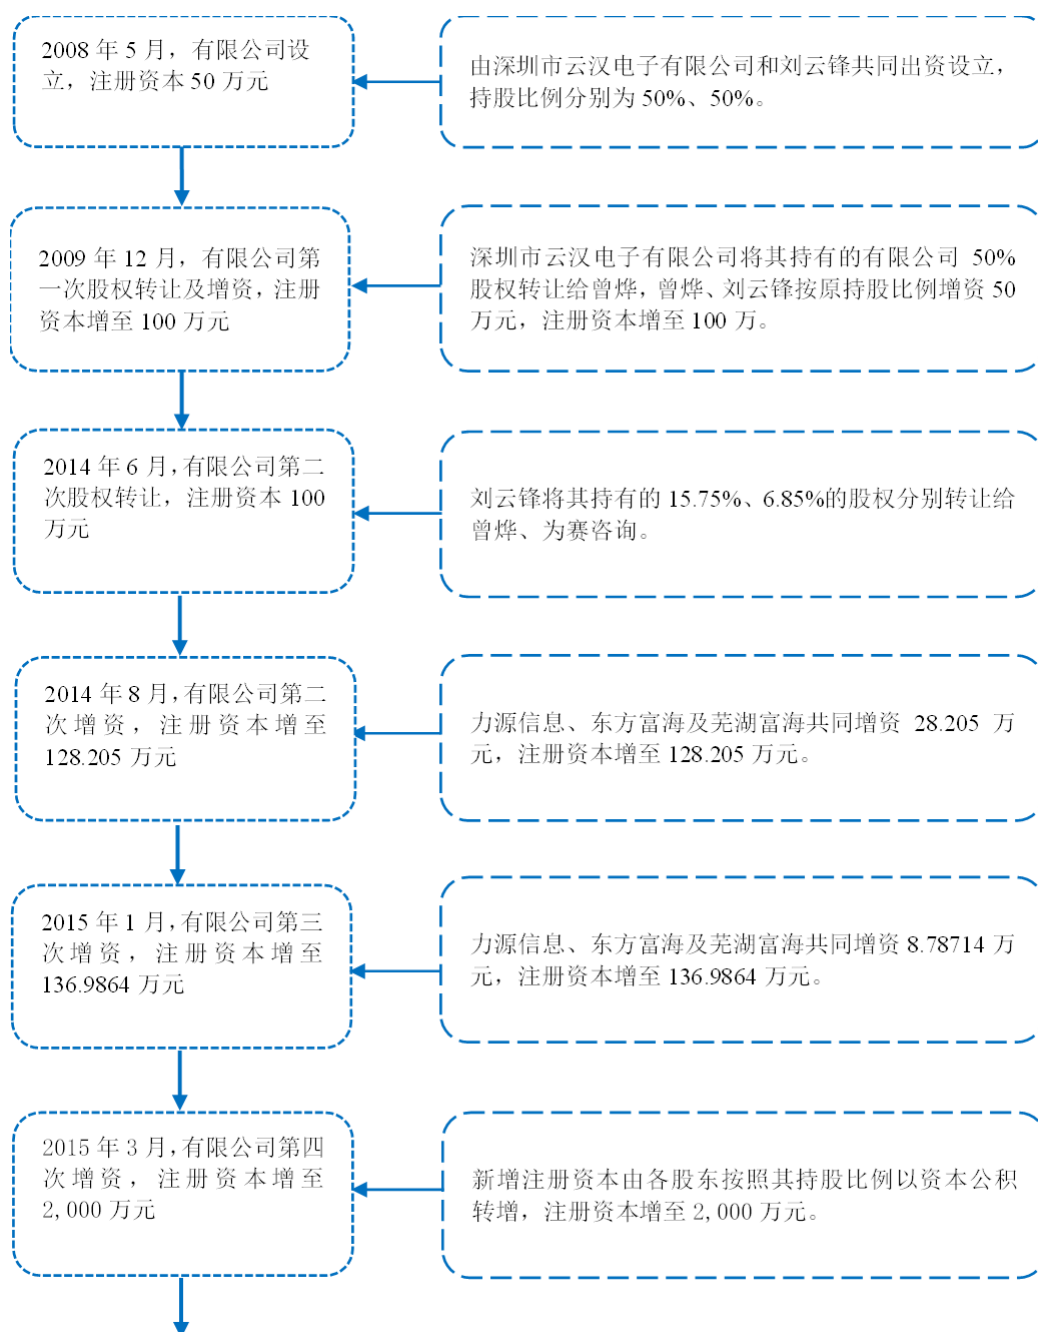 2008 年 5 月，有限公司设
立，注册资本 50 万元
由深圳市云汉电子有限公司和刘云锋共同出资设立，
持股比例分别为 50%、50%。
2009 年 12 月，有限公司第
一次股权转让及增资，注册
资本增至 100 万元
深圳市云汉电子有限公司将其持有的有限公司 50%
股权转让给曾烨，曾烨、刘云锋按原持股比例增资 50
万元，注册资本增至 100 万。
2014 年 6 月，有限公司第二
次股权转让，注册资本 100
万元
刘云锋将其持有的 15.75%、6.85%的股权分别转让给
曾烨、为赛咨询。
2014 年 8 月，有限公司第二
次增资，注册资本增至
128.205 万元
力源信息、东方富海及芜湖富海共同增资 28.205 万
元，注册资本增至 128.205 万元。
2015 年 1 月，有限公司第三
次增资，注册资本增至
136.9864 万元
力源信息、东方富海及芜湖富海共同增资 8.78714 万
元，注册资本增至 136.9864 万元。
2015 年 3 月，有限公司第四
次增资，注册资本增至
2,000 万元
新增注册资本由各股东按照其持股比例以资本公积
转增，注册资本增至 2,000 万元。